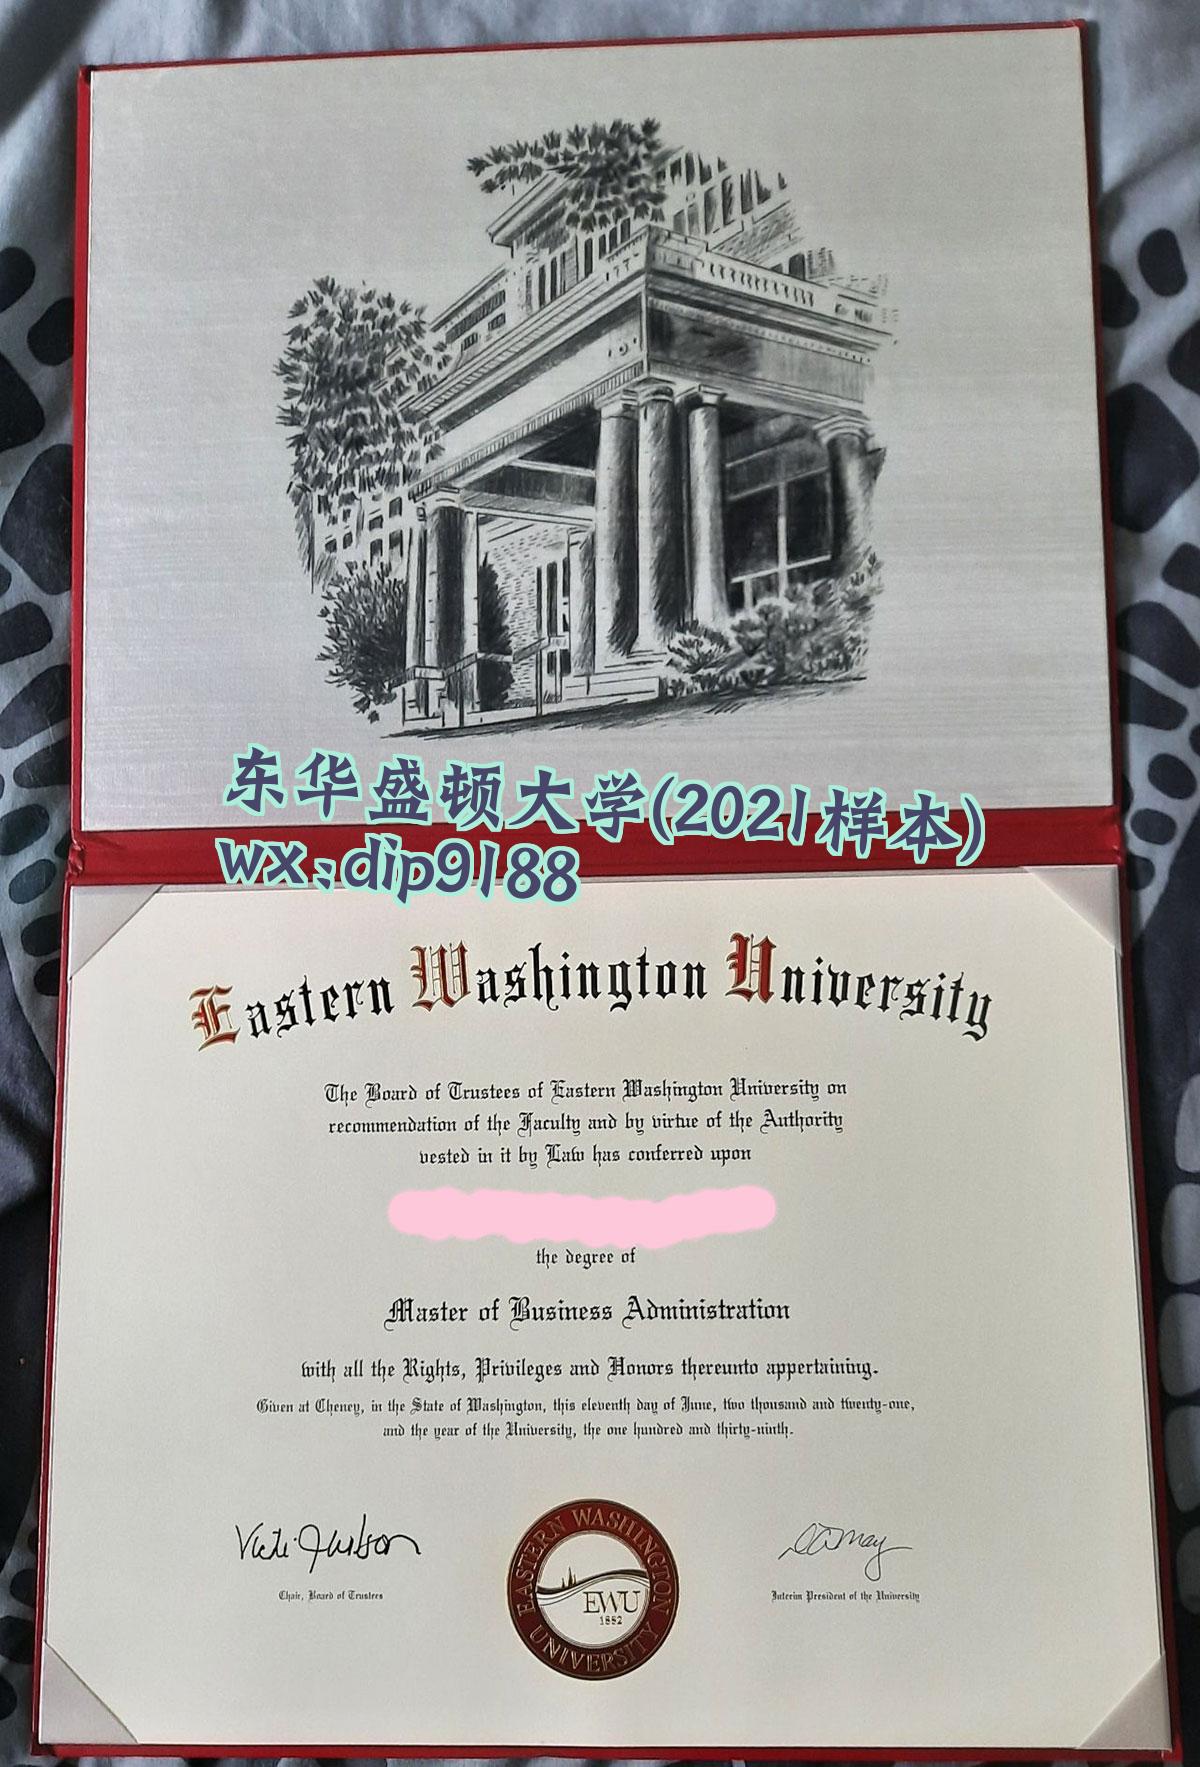 东华盛顿大学(2021样本)
wx:dip9188
Eastern Washington University
The Board of Trustees of Eastern Washington University on
recommendation of the Faculty and by virtue of the Authority
vested in it by Law has conferred upon
the degree of
Master of Business Administration
with all the Rights, Privileges and Honors thereunto appertaining.
Given at Cheney, in the State of Washington, this eleventh day of June, two thousand and twenty-one,
and the year of the University, the one hundred and thirty-ninth.
Chair, Board of Trustees
Interim President of the University
EASTERN WASHINGTON UNIVERSITY
EWU
1882